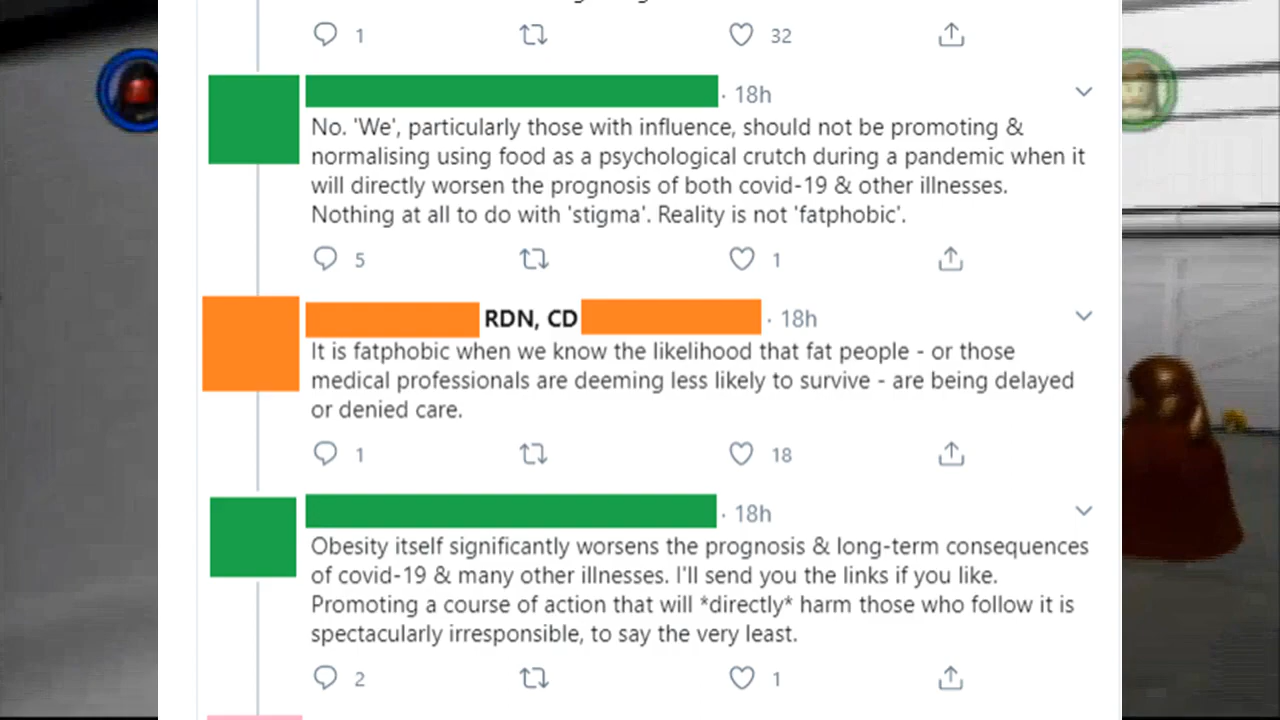 1 32
· 18h
No. 'We', particularly those with influence, should not be promoting &
normalising using food as a psychological crutch during a pandemic when it
will directly worsen the prognosis of both covid-19 & other illnesses.
Nothing at all to do with 'stigma'. Reality is not 'fatphobic'.
5 1
RDN, CD · 18h
It is fatphobic when we know the likelihood that fat people - or those
medical professionals are deeming less likely to survive - are being delayed
or denied care.
1 18
· 18h
Obesity itself significantly worsens the prognosis & long-term consequences
of covid-19 & many other illnesses. I'll send you the links if you like.
Promoting a course of action that will *directly* harm those who follow it is
spectacularly irresponsible, to say the very least.
2 1